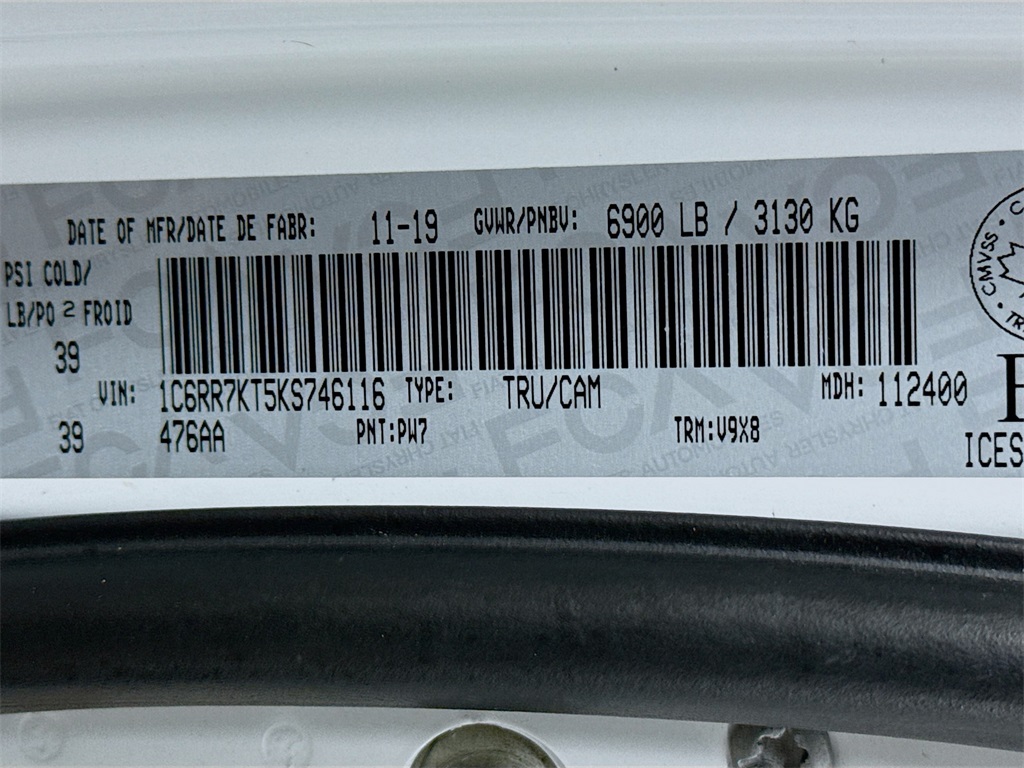 DATE OF MFR/DATE DE FABR: 11-19 GVWR/PNBV: 6900 LB / 3130 KG
PSI COLD/
LB/PO 2 FROID
39
VIN: 1C6RR7KT5KS746116 TYPE: TRU/CAM MDH: 112400
39 476AA PNT:PW7 TRM:V9X8
ICES
CMVSS